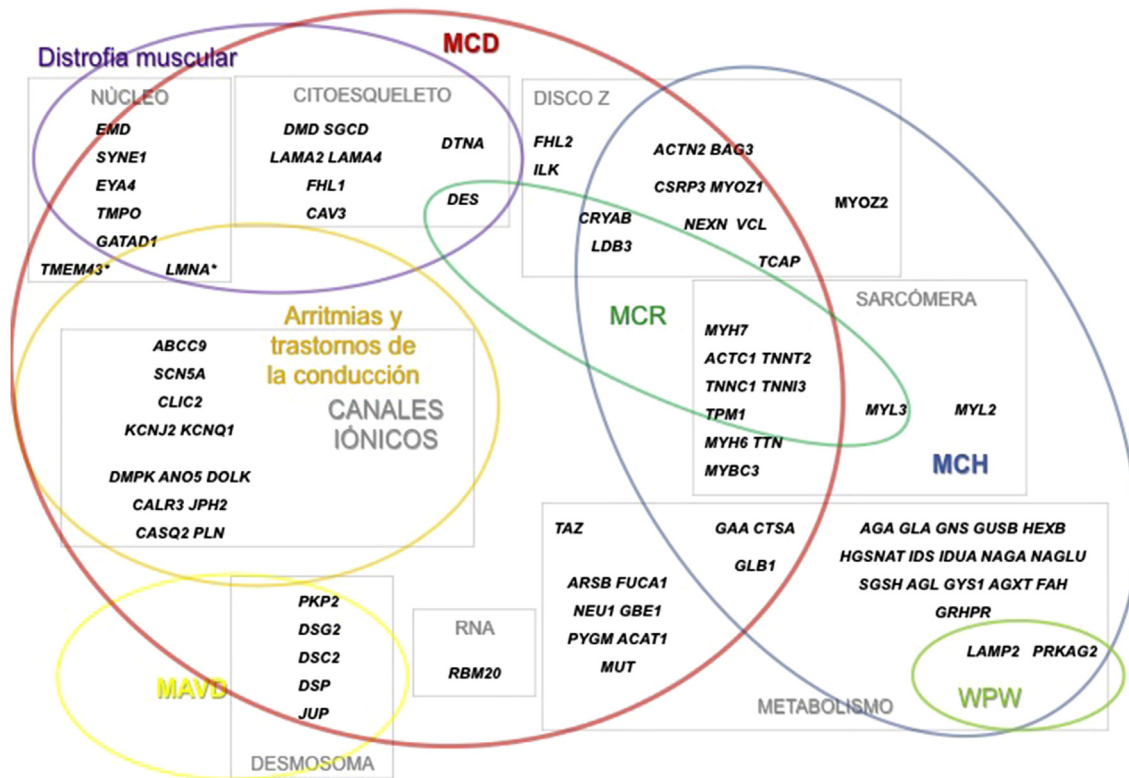 MCD
Distrofia muscular
NÚCLEO
EMD
SYNE1
EYA4
TMPO
GATAD1
TMEM43* LMNA*
CITOESQUELETO
DMD SGCD
LAMA2 LAMA4
FHL1
CAV3
DTNA
DES
DISCO Z
FHL2
ILK
ACTN2 BAG3
CSRP3 MYOZ1
NEXN VCL
TCAP
CRYAB
LDB3
MYOZ2
Arritmias y
trastornos de
la conducción
CANALES
IÓNICOS
ABCC9
SCN5A
CLIC2
KCNJ2 KCNQ1
DMPK ANO5 DOLK
CALR3 JPH2
CASQ2 PLN
MCR
SARCÓMERA
MYH7
ACTC1 TNNT2
TNNC1 TNNI3
TPM1
MYH6 TTN
MYBC3
MYL3
MYL2
MCH
TAZ
ARSB FUCA1
NEU1 GBE1
PYGM ACAT1
MUT
GAA CTSA
GLB1
AGA GLA GNS GUSB HEXB
HGSNAT IDS IDUA NAGA NAGLU
SGSH AGL GYS1 AGXT FAH
GRHPR
LAMP2 PRKAG2
WPW
METABOLISMO
RNA
RBM20
PKP2
DSG2
DSC2
DSP
JUP
MAVD
DESMOSOMA